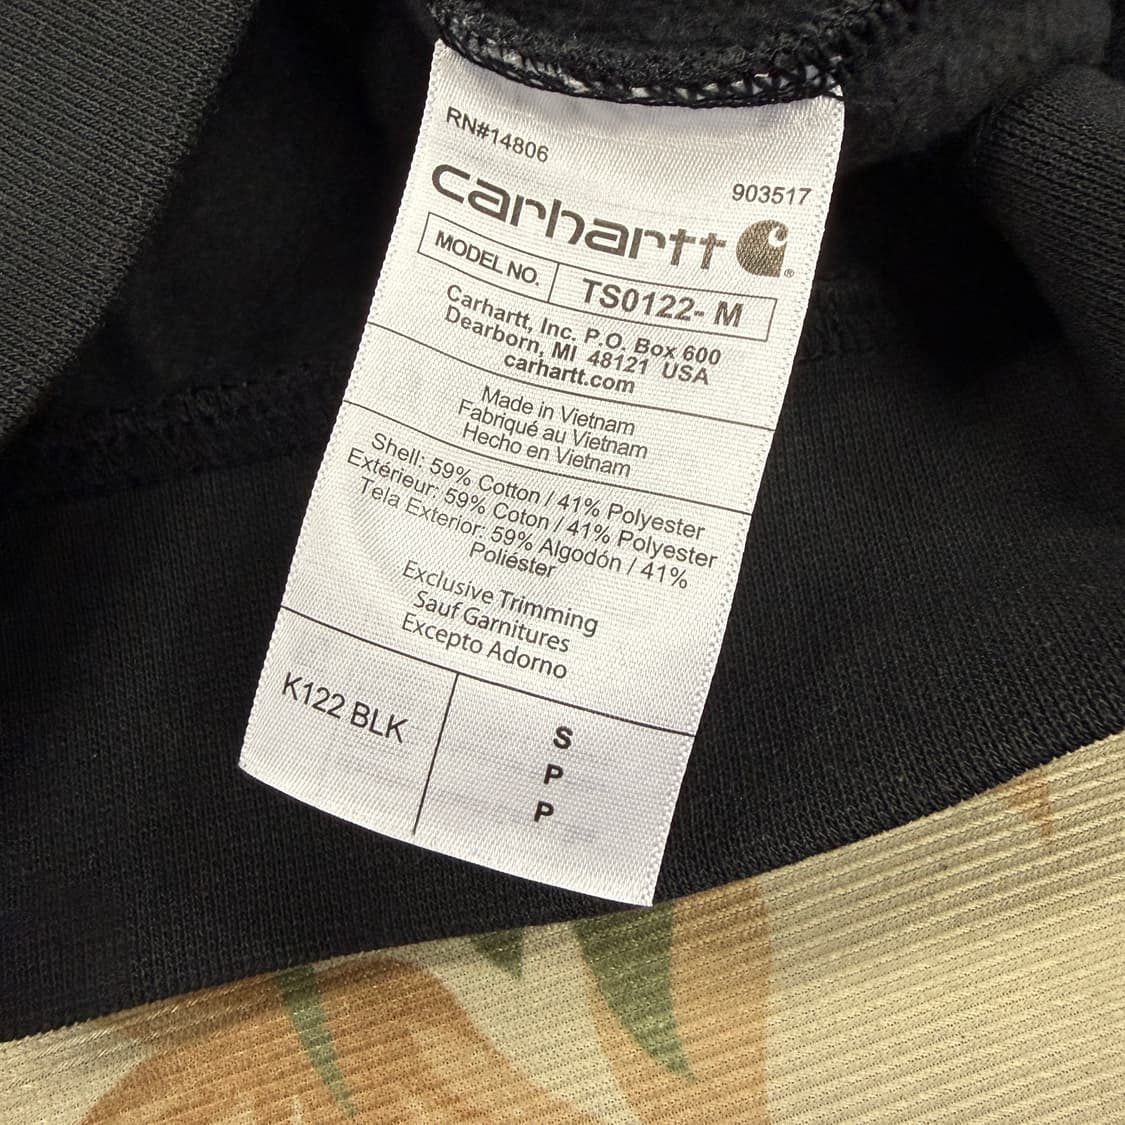 RN#14806
903517
carhartt
®
MODEL NO. TS0122- M
Carhartt, Inc. P.O. Box 600
Dearborn, MI 48121 USA
carhartt.com
Made in Vietnam
Fabriqué au Vietnam
Hecho en Vietnam
Shell: 59% Cotton / 41% Polyester
Extérieur: 59% Coton / 41% Polyester
Tela Exterior: 59% Algodón / 41%
Poliéster
Exclusive Trimming
Sauf Garnitures
Excepto Adorno
K122 BLK
S
P
P